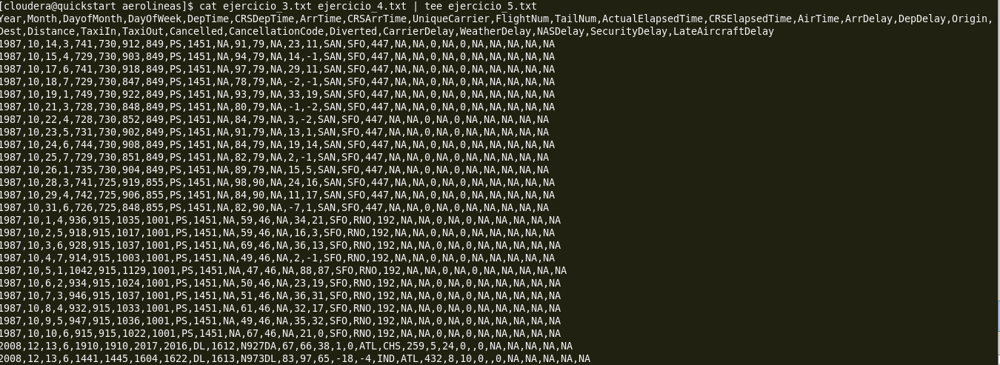 [cloudera@quickstart aerolineas]$ cat ejercicio_3.txt ejercicio_4.txt | tee ejercicio_5.txt
Year,Month,DayofMonth,DayOfWeek,DepTime,CRSDepTime,ArrTime,CRSArrTime,UniqueCarrier,FlightNum,TailNum,ActualElapsedTime,CRSElapsedTime,AirTime,ArrDelay,DepDelay,Origin,
Dest,Distance,TaxiIn,TaxiOut,Cancelled,CancellationCode,Diverted,CarrierDelay,WeatherDelay,NASDelay,SecurityDelay,LateAircraftDelay
1987,10,14,3,741,730,912,849,PS,1451,NA,91,79,NA,23,11,SAN,SFO,447,NA,NA,0,NA,0,NA,NA,NA,NA,NA
1987,10,15,4,729,730,903,849,PS,1451,NA,94,79,NA,14,-1,SAN,SFO,447,NA,NA,0,NA,0,NA,NA,NA,NA,NA
1987,10,17,6,741,730,918,849,PS,1451,NA,97,79,NA,29,11,SAN,SFO,447,NA,NA,0,NA,0,NA,NA,NA,NA,NA
1987,10,18,7,729,730,847,849,PS,1451,NA,78,79,NA,-2,-1,SAN,SFO,447,NA,NA,0,NA,0,NA,NA,NA,NA,NA
1987,10,19,1,749,730,922,849,PS,1451,NA,93,79,NA,33,19,SAN,SFO,447,NA,NA,0,NA,0,NA,NA,NA,NA,NA
1987,10,21,3,728,730,848,849,PS,1451,NA,80,79,NA,-1,-2,SAN,SFO,447,NA,NA,0,NA,0,NA,NA,NA,NA,NA
1987,10,22,4,728,730,852,849,PS,1451,NA,84,79,NA,3,-2,SAN,SFO,447,NA,NA,0,NA,0,NA,NA,NA,NA,NA
1987,10,23,5,731,730,902,849,PS,1451,NA,91,79,NA,13,1,SAN,SFO,447,NA,NA,0,NA,0,NA,NA,NA,NA,NA
1987,10,24,6,744,730,908,849,PS,1451,NA,84,79,NA,19,14,SAN,SFO,447,NA,NA,0,NA,0,NA,NA,NA,NA,NA
1987,10,25,7,729,730,851,849,PS,1451,NA,82,79,NA,2,-1,SAN,SFO,447,NA,NA,0,NA,0,NA,NA,NA,NA,NA
1987,10,26,1,735,730,904,849,PS,1451,NA,89,79,NA,15,5,SAN,SFO,447,NA,NA,0,NA,0,NA,NA,NA,NA,NA
1987,10,28,3,741,725,919,855,PS,1451,NA,98,90,NA,24,16,SAN,SFO,447,NA,NA,0,NA,0,NA,NA,NA,NA,NA
1987,10,29,4,742,725,906,855,PS,1451,NA,84,90,NA,11,17,SAN,SFO,447,NA,NA,0,NA,0,NA,NA,NA,NA,NA
1987,10,31,6,726,725,848,855,PS,1451,NA,82,90,NA,-7,1,SAN,SFO,447,NA,NA,0,NA,0,NA,NA,NA,NA,NA
1987,10,1,4,936,915,1035,1001,PS,1451,NA,59,46,NA,34,21,SFO,RNO,192,NA,NA,0,NA,0,NA,NA,NA,NA,NA
1987,10,2,5,918,915,1017,1001,PS,1451,NA,59,46,NA,16,3,SFO,RNO,192,NA,NA,0,NA,0,NA,NA,NA,NA,NA
1987,10,3,6,928,915,1037,1001,PS,1451,NA,69,46,NA,36,13,SFO,RNO,192,NA,NA,0,NA,0,NA,NA,NA,NA,NA
1987,10,4,7,914,915,1003,1001,PS,1451,NA,49,46,NA,2,-1,SFO,RNO,192,NA,NA,0,NA,0,NA,NA,NA,NA,NA
1987,10,5,1,1042,915,1129,1001,PS,1451,NA,47,46,NA,88,87,SFO,RNO,192,NA,NA,0,NA,0,NA,NA,NA,NA,NA
1987,10,6,2,934,915,1024,1001,PS,1451,NA,50,46,NA,23,19,SFO,RNO,192,NA,NA,0,NA,0,NA,NA,NA,NA,NA
1987,10,7,3,946,915,1037,1001,PS,1451,NA,51,46,NA,36,31,SFO,RNO,192,NA,NA,0,NA,0,NA,NA,NA,NA,NA
1987,10,8,4,932,915,1033,1001,PS,1451,NA,61,46,NA,32,17,SFO,RNO,192,NA,NA,0,NA,0,NA,NA,NA,NA,NA
1987,10,9,5,947,915,1036,1001,PS,1451,NA,49,46,NA,35,32,SFO,RNO,192,NA,NA,0,NA,0,NA,NA,NA,NA,NA
1987,10,10,6,915,915,1022,1001,PS,1451,NA,67,46,NA,21,0,SFO,RNO,192,NA,NA,0,NA,0,NA,NA,NA,NA,NA
2008,12,13,6,1910,1910,2017,2016,DL,1612,N927DA,67,66,38,1,0,ATL,CHS,259,5,24,0,,0,NA,NA,NA,NA,NA
2008,12,13,6,1441,1445,1604,1622,DL,1613,N973DL,83,97,65,-18,-4,IND,ATL,432,8,10,0,,0,NA,NA,NA,NA,NA